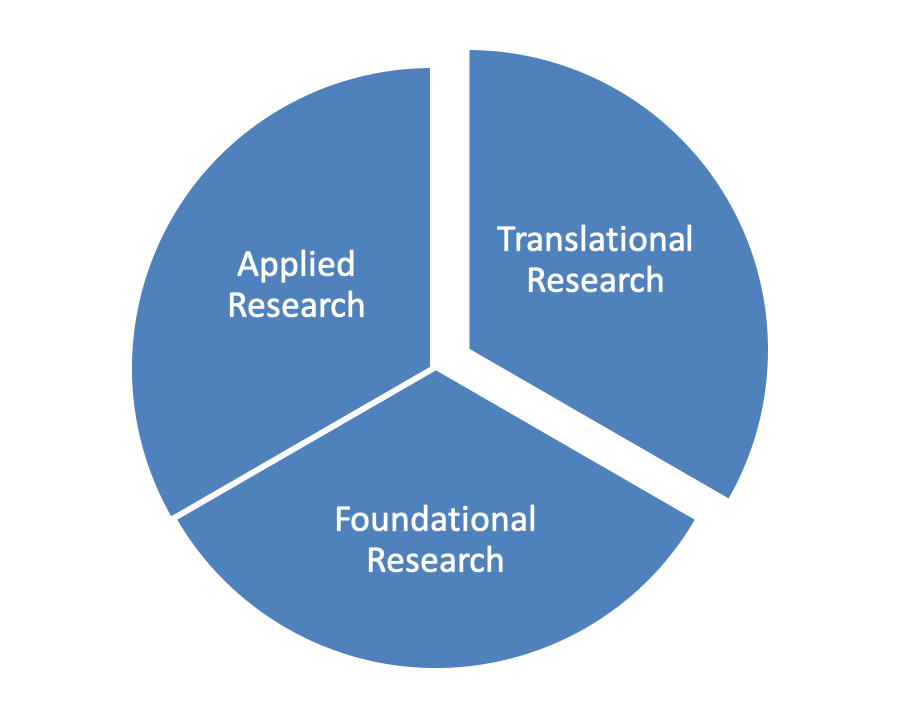 Applied
Research
Translational
Research
Foundational
Research